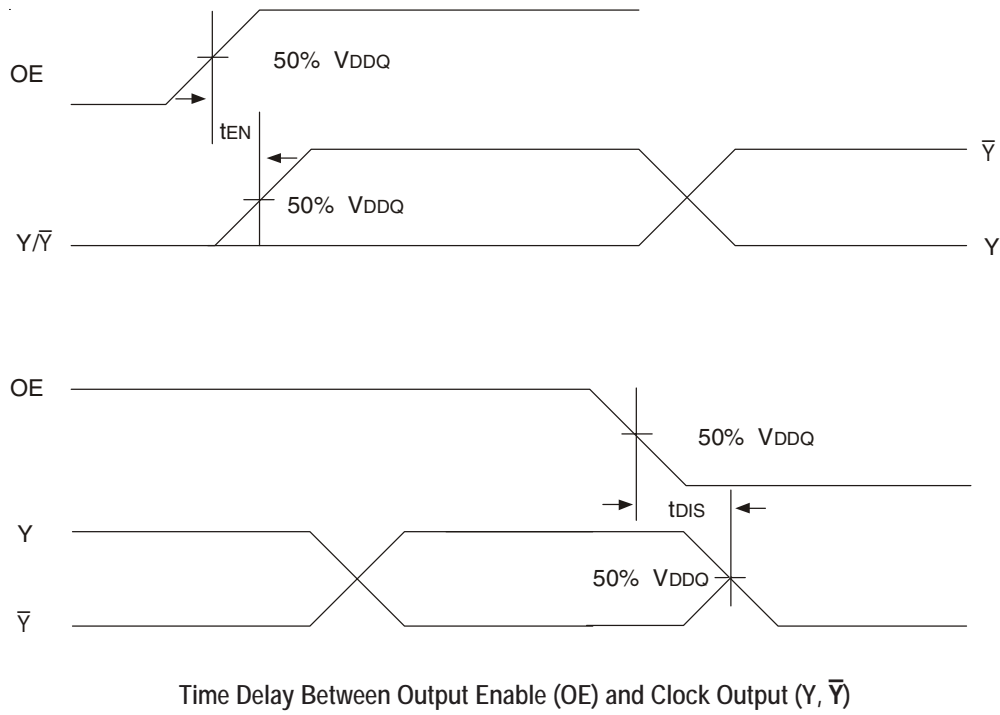 50% VDDQ
OE
tEN
Y̅
50% VDDQ
Y/Y̅
Y
OE
50% VDDQ
tDIS
Y
50% VDDQ
Y̅
Time Delay Between Output Enable (OE) and Clock Output (Y, Y̅)